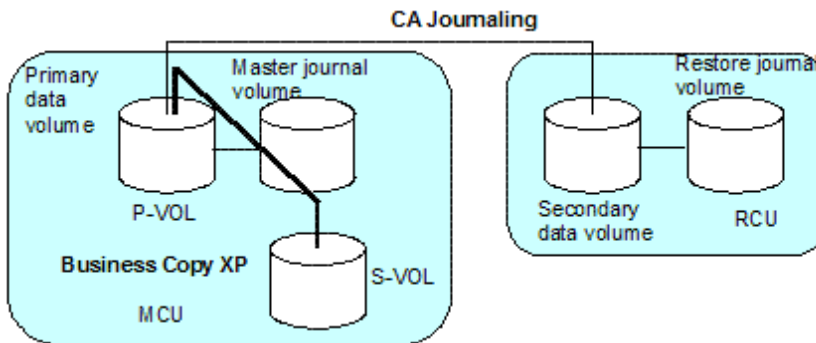 CA Journaling
Primary
data
volume
Master journal
volume
Restore journal
volume
P-VOL
Secondary
data volume
RCU
Business Copy XP
S-VOL
MCU